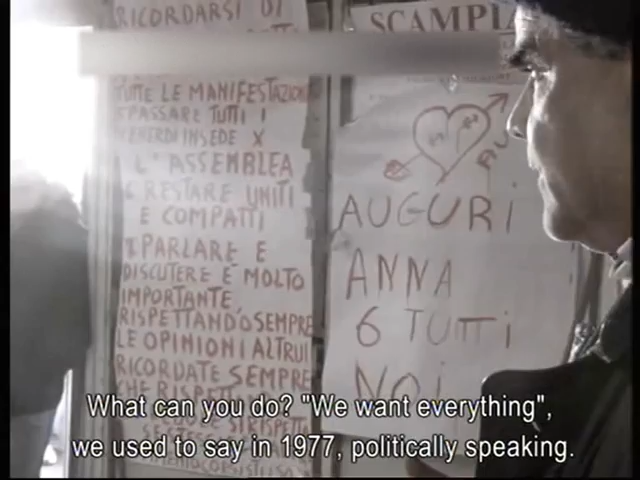 RICORDARSI DI
TUTTE LE MANIFESTAZIONI
PASSARE TUTTI I
VENERDI IN SEDE X
L'ASSEMBLEA
E RESTARE UNITI
E COMPATTI
PARLARE E
DISCUTERE È MOLTO
IMPORTANTE,
RISPETTANDO SEMPRE
LE OPINIONI ALTRUI
RICORDATE SEMPRE
CHE
SCAMPIA
AUGURI
ANNA
6 TUTTI
NOI
What can you do? "We want everything",
we used to say in 1977, politically speaking.